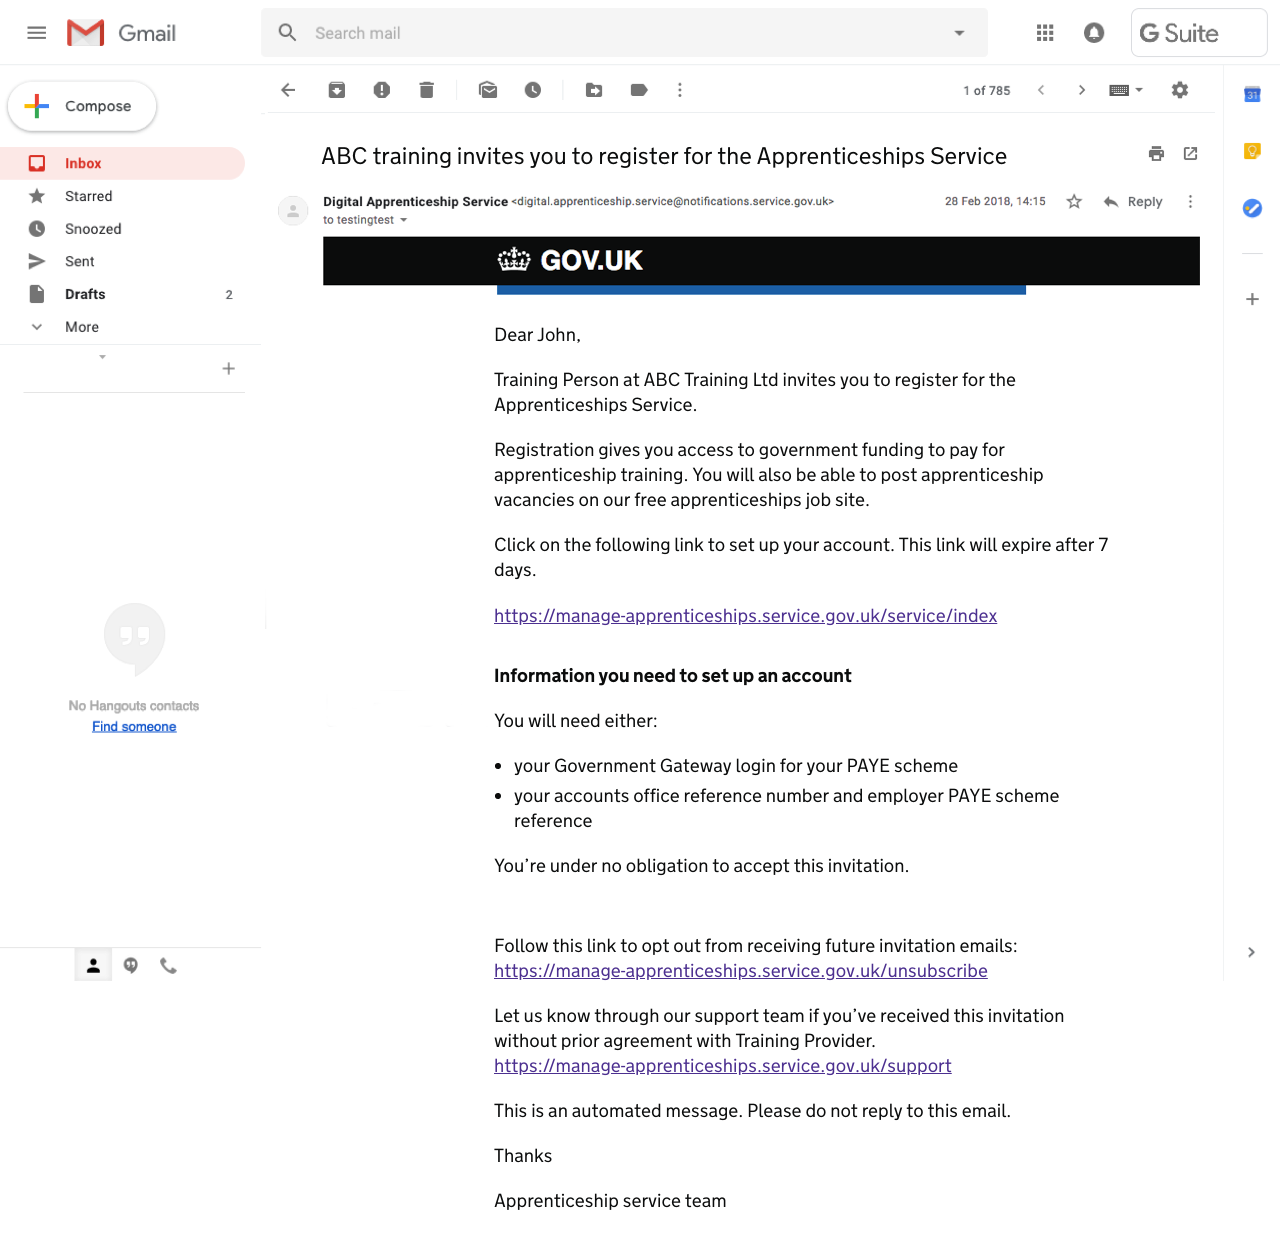 Gmail
Search mail
G Suite
Compose
1 of 785
31
Inbox
Starred
Snoozed
Sent
Drafts 2
More
No Hangouts contacts
Find someone
ABC training invites you to register for the Apprenticeships Service
Digital Apprenticeship Service <digital.apprenticeship.service@notifications.service.gov.uk>
28 Feb 2018, 14:15
Reply
to testingtest
GOV.UK
Dear John,
Training Person at ABC Training Ltd invites you to register for the
Apprenticeships Service.
Registration gives you access to government funding to pay for
apprenticeship training. You will also be able to post apprenticeship
vacancies on our free apprenticeships job site.
Click on the following link to set up your account. This link will expire after 7
days.
https://manage-apprenticeships.service.gov.uk/service/index
Information you need to set up an account
You will need either:
• your Government Gateway login for your PAYE scheme
• your accounts office reference number and employer PAYE scheme
reference
You’re under no obligation to accept this invitation.
Follow this link to opt out from receiving future invitation emails:
https://manage-apprenticeships.service.gov.uk/unsubscribe
Let us know through our support team if you’ve received this invitation
without prior agreement with Training Provider.
https://manage-apprenticeships.service.gov.uk/support
This is an automated message. Please do not reply to this email.
Thanks
Apprenticeship service team